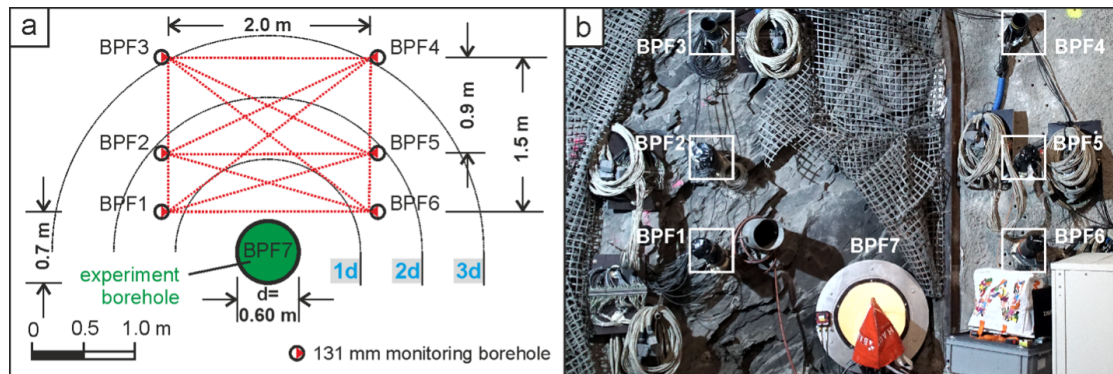 a
2.0 m
BPF3
BPF4
0.9 m
1.5 m
BPF2
BPF5
BPF1
BPF6
0.7 m
BPF7
experiment
borehole
1d
2d
3d
d=
0.60 m
0
0.5
1.0 m
131 mm monitoring borehole
b
BPF3
BPF4
BPF2
BPF5
BPF1
BPF7
BPF6